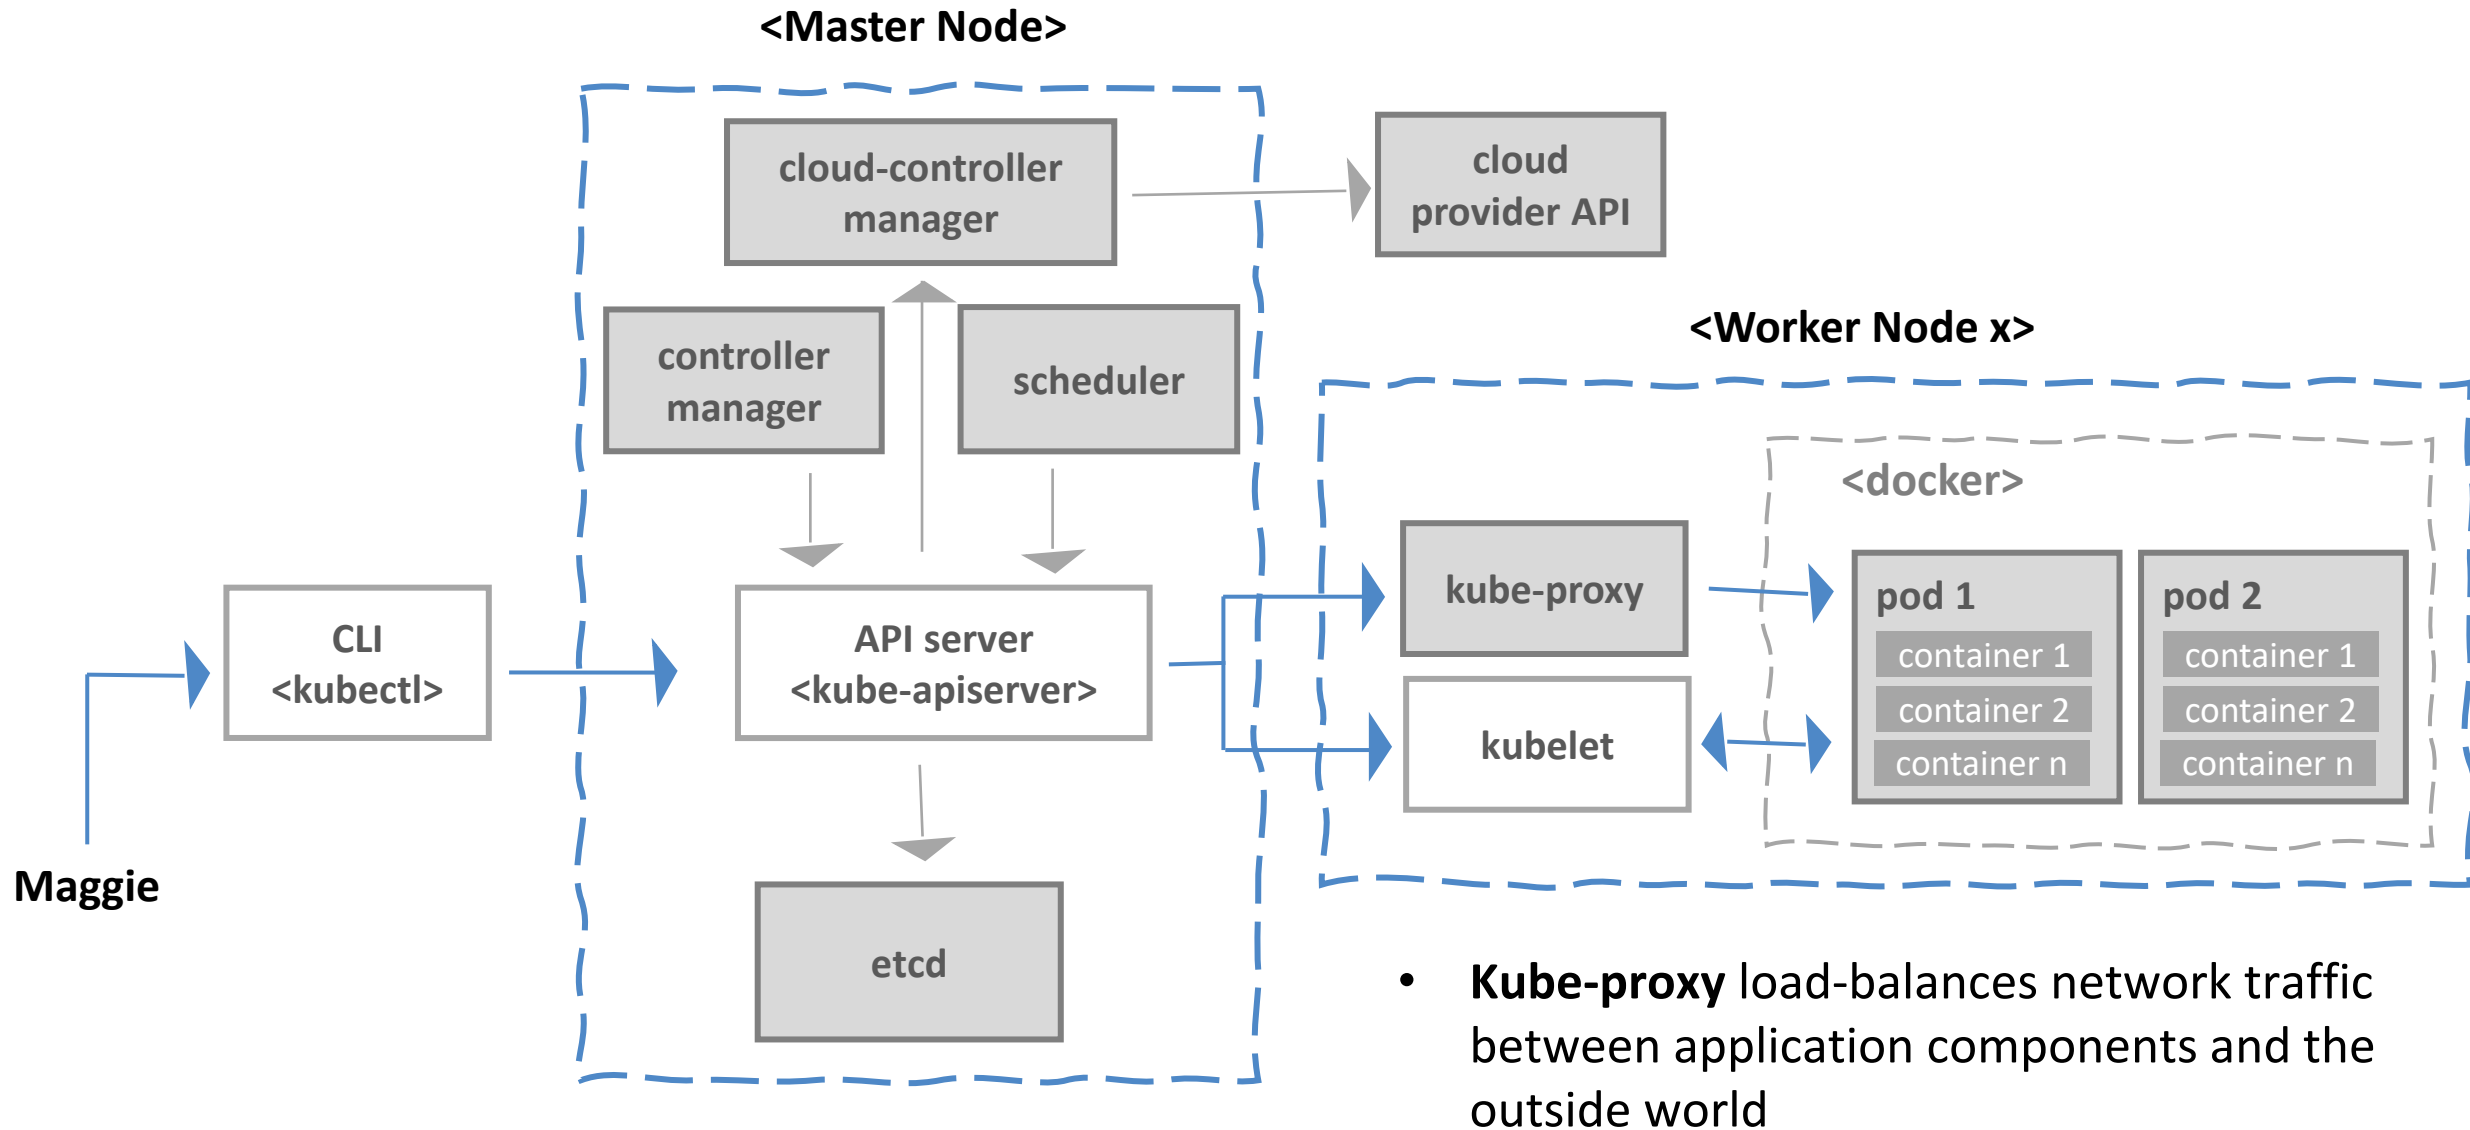 <Master Node>
cloud-controller
manager
cloud
provider API
controller
manager
scheduler
<Worker Node x>
<docker>
CLI
<kubectl>
API server
<kube-apiserver>
kube-proxy
kubelet
pod 1
container 1
container 2
container n
pod 2
container 1
container 2
container n
Maggie
etcd
• Kube-proxy load-balances network traffic
between application components and the
outside world